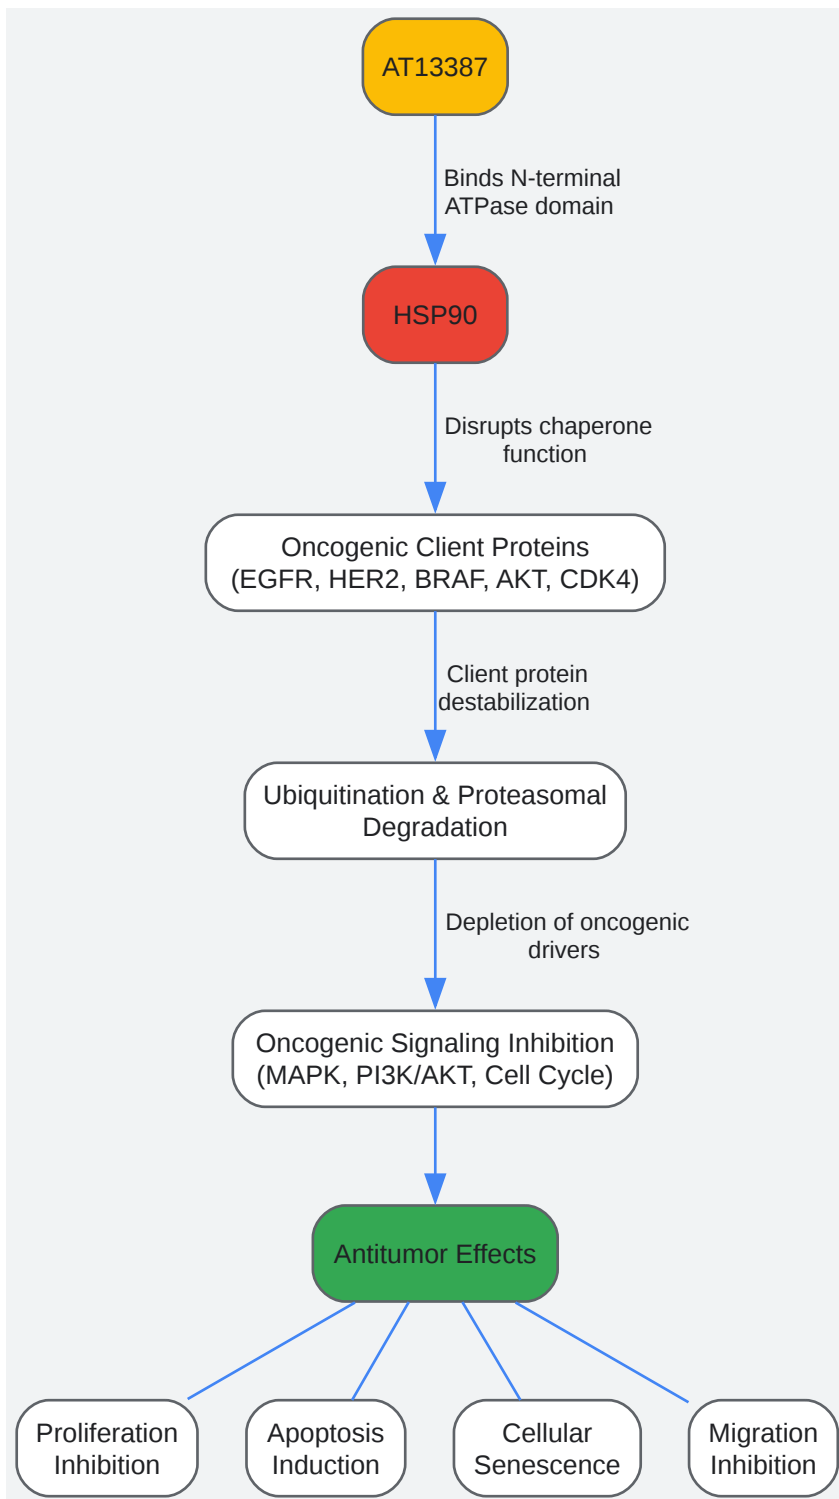 AT13387
Binds N-terminal
ATPase domain
HSP90
Disrupts chaperone
function
Oncogenic Client Proteins
(EGFR, HER2, BRAF, AKT, CDK4)
Client protein
destabilization
Ubiquitination & Proteasomal
Degradation
Depletion of oncogenic
drivers
Oncogenic Signaling Inhibition
(MAPK, PI3K/AKT, Cell Cycle)
Antitumor Effects
Proliferation
Inhibition
Apoptosis
Induction
Cellular
Senescence
Migration
Inhibition